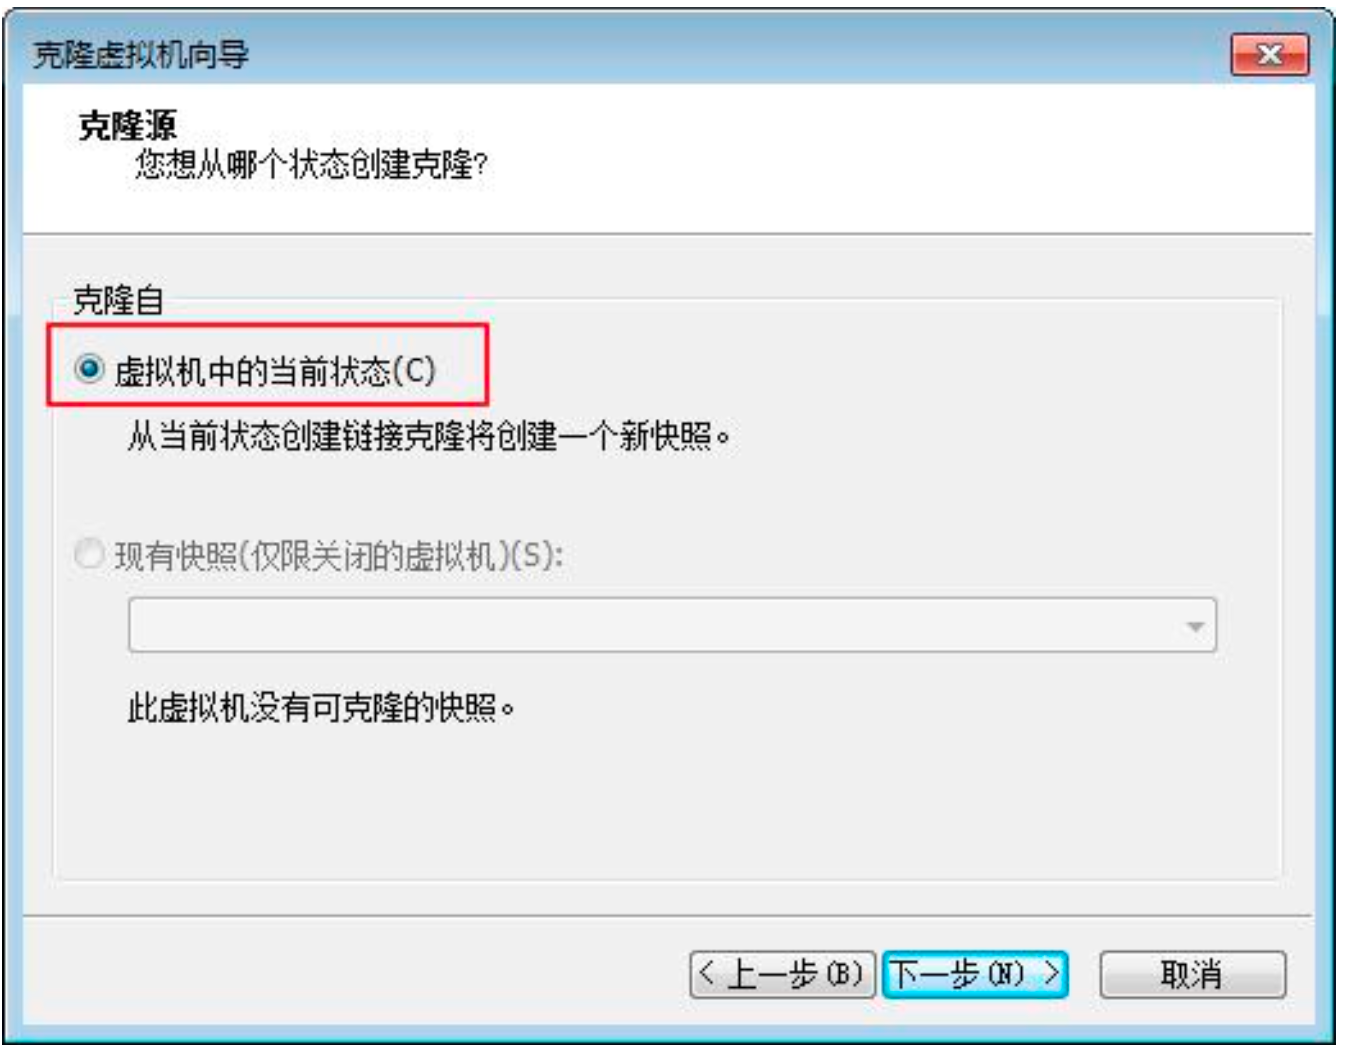 克隆虚拟机向导
克隆源
您想从哪个状态创建克隆?
克隆自
虚拟机中的当前状态(C)
从当前状态创建链接克隆将创建一个新快照。
现有快照(仅限关闭的虚拟机)(S):
此虚拟机没有可克隆的快照。
< 上一步(B) 下一步(N) > 取消